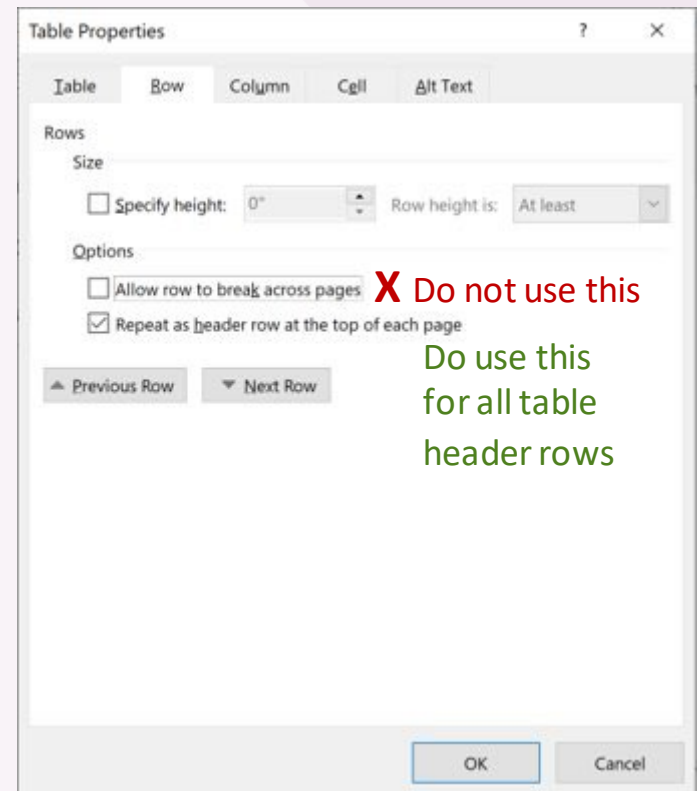 Table Properties ? ×
Table Row Column Cell Alt Text
Rows
Size
Specify height: 0" Row height is: At least
Options
Allow row to break across pages X Do not use this
Repeat as header row at the top of each page
Do use this
for all table
header rows
Previous Row Next Row
OK Cancel